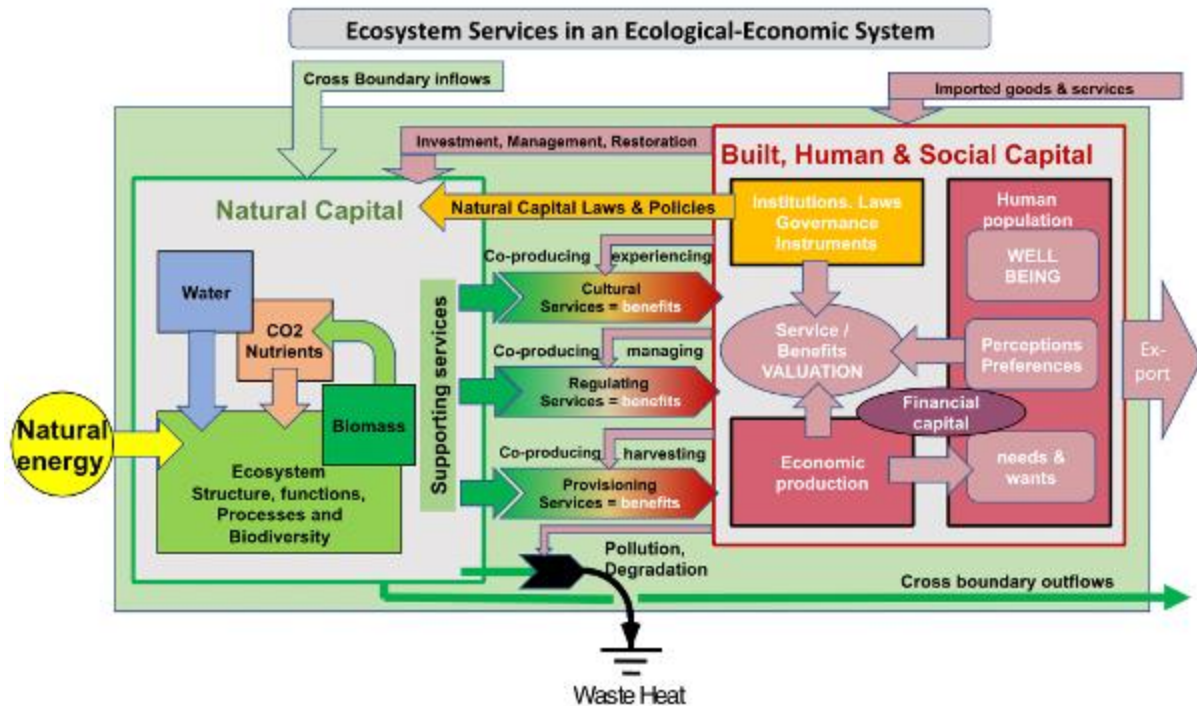 Ecosystem Services in an Ecological-Economic System
Cross Boundary inflows
Imported goods & services
Investment, Management, Restoration
Built, Human & Social Capital
Natural Capital
Natural Capital Laws & Policies
Institutions. Laws
Governance
Instruments
Human
population
WELL
BEING
Co-producing experiencing
Cultural
Services = benefits
Water
CO2
Nutrients
Supporting services
Service /
Benefits
VALUATION
Perceptions
Preferences
Ex-
port
Co-producing managing
Regulating
Services = benefits
Biomass
Financial
capital
Natural
energy
Ecosystem
Structure, functions,
Processes and
Biodiversity
Co-producing harvesting
Provisioning
Services = benefits
Economic
production
needs &
wants
Pollution,
Degradation
Cross boundary outflows
Waste Heat